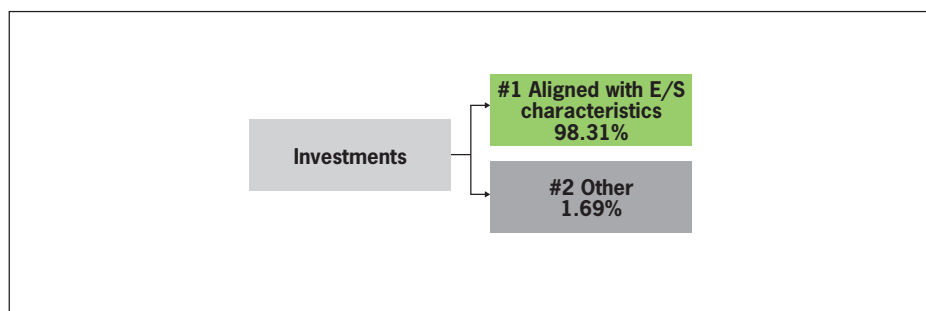 #1 Aligned with E/S
characteristics
98.31%
Investments
#2 Other
1.69%